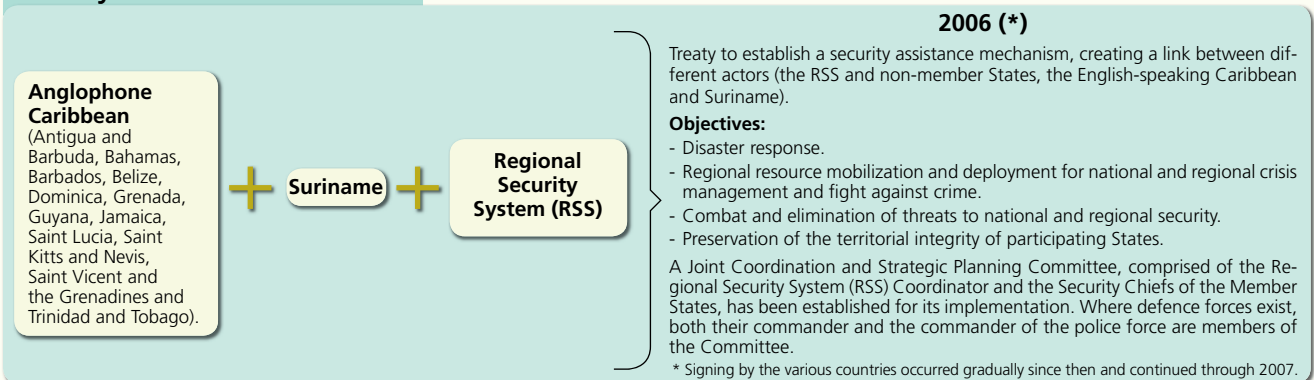 Anglophone
Caribbean
(Antigua and
Barbuda, Bahamas,
Barbados, Belize,
Dominica, Grenada,
Guyana, Jamaica,
Saint Lucia, Saint
Kitts and Nevis,
Saint Vicent and
the Grenadines and
Trinidad and Tobago).
+
Suriname
+
Regional
Security
System (RSS)
2006 (*)
Treaty to establish a security assistance mechanism, creating a link between dif-
ferent actors (the RSS and non-member States, the English-speaking Caribbean
and Suriname).
Objectives:
- Disaster response.
- Regional resource mobilization and deployment for national and regional crisis
management and fight against crime.
- Combat and elimination of threats to national and regional security.
- Preservation of the territorial integrity of participating States.
A Joint Coordination and Strategic Planning Committee, comprised of the Re-
gional Security System (RSS) Coordinator and the Security Chiefs of the Member
States, has been established for its implementation. Where defence forces exist,
both their commander and the commander of the police force are members of
the Committee.
* Signing by the various countries occurred gradually since then and continued through 2007.